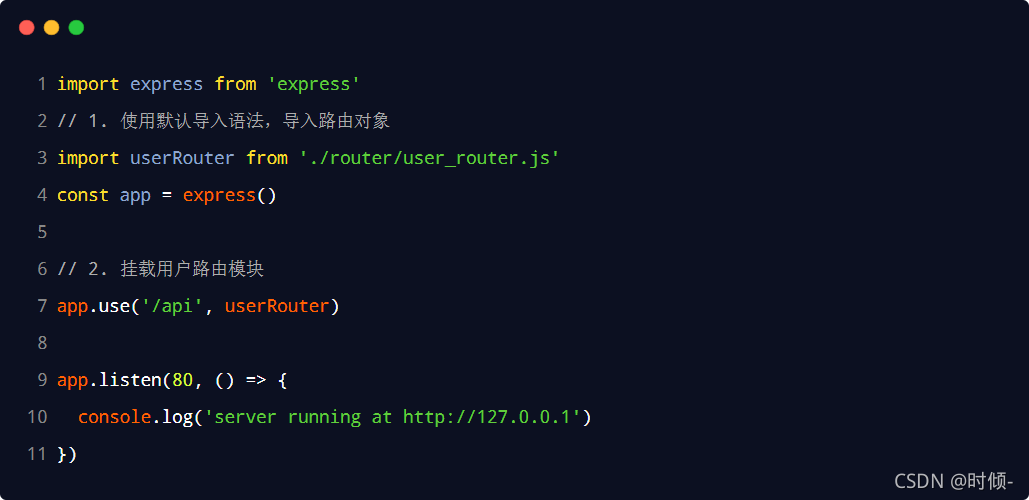 1 import express from 'express'
2 // 1. 使用默认导入语法，导入路由对象
3 import userRouter from './router/user_router.js'
4 const app = express()
5
6 // 2. 挂载用户路由模块
7 app.use('/api', userRouter)
8
9 app.listen(80, () => {
10   console.log('server running at http://127.0.0.1')
11 })
CSDN @时倾-